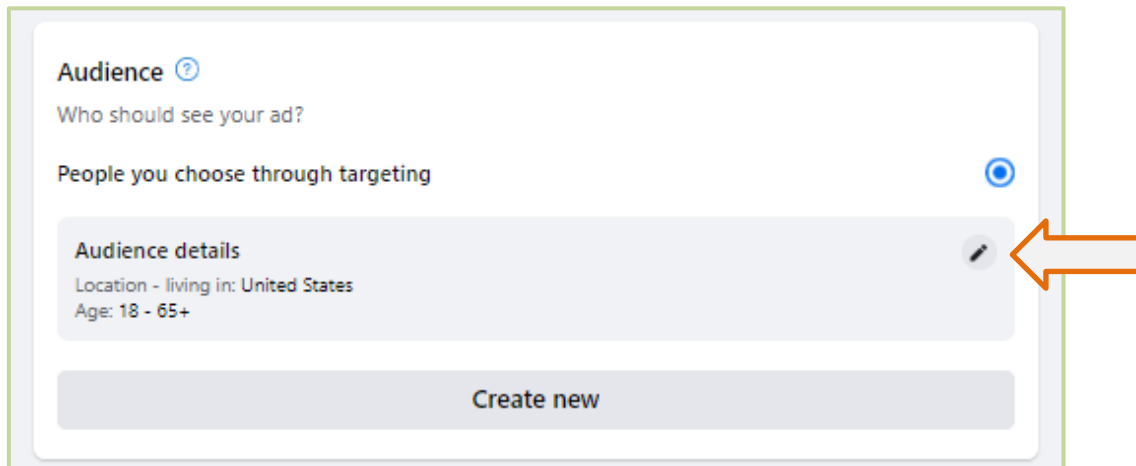 Audience
Who should see your ad?
People you choose through targeting
Audience details
Location - living in: United States
Age: 18 - 65+
Create new